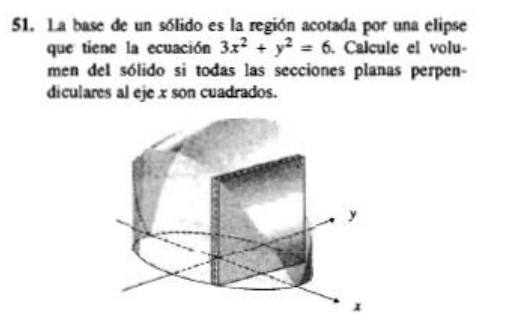 51. La base de un sólido es la región acotada por una elipse
que tiene la ecuación 3x² + y² = 6. Calcule el volu-
men del sólido si todas las secciones planas perpen-
diculares al eje x son cuadrados.
y
x